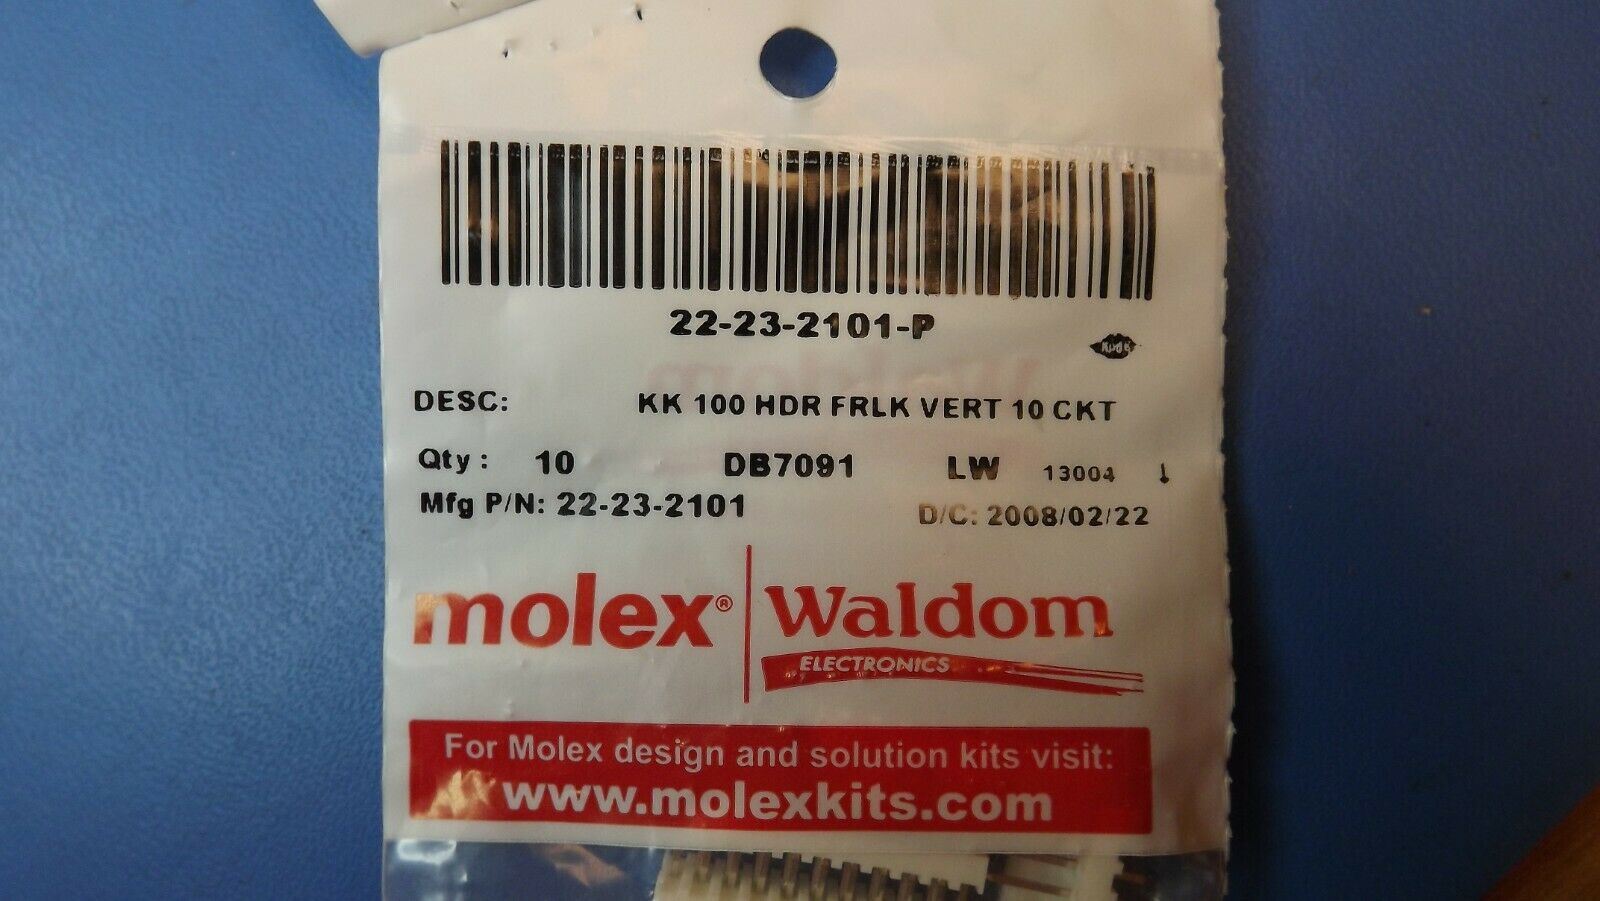 22-23-2101-P
DESC: KK 100 HDR FRLK VERT 10 CKT
Qty: 10 DB7091 LW 13004 1
Mfg P/N: 22-23-2101 D/C: 2008/02/22
molex® Waldom
ELECTRONICS
For Molex design and solution kits visit:
www.molexkits.com